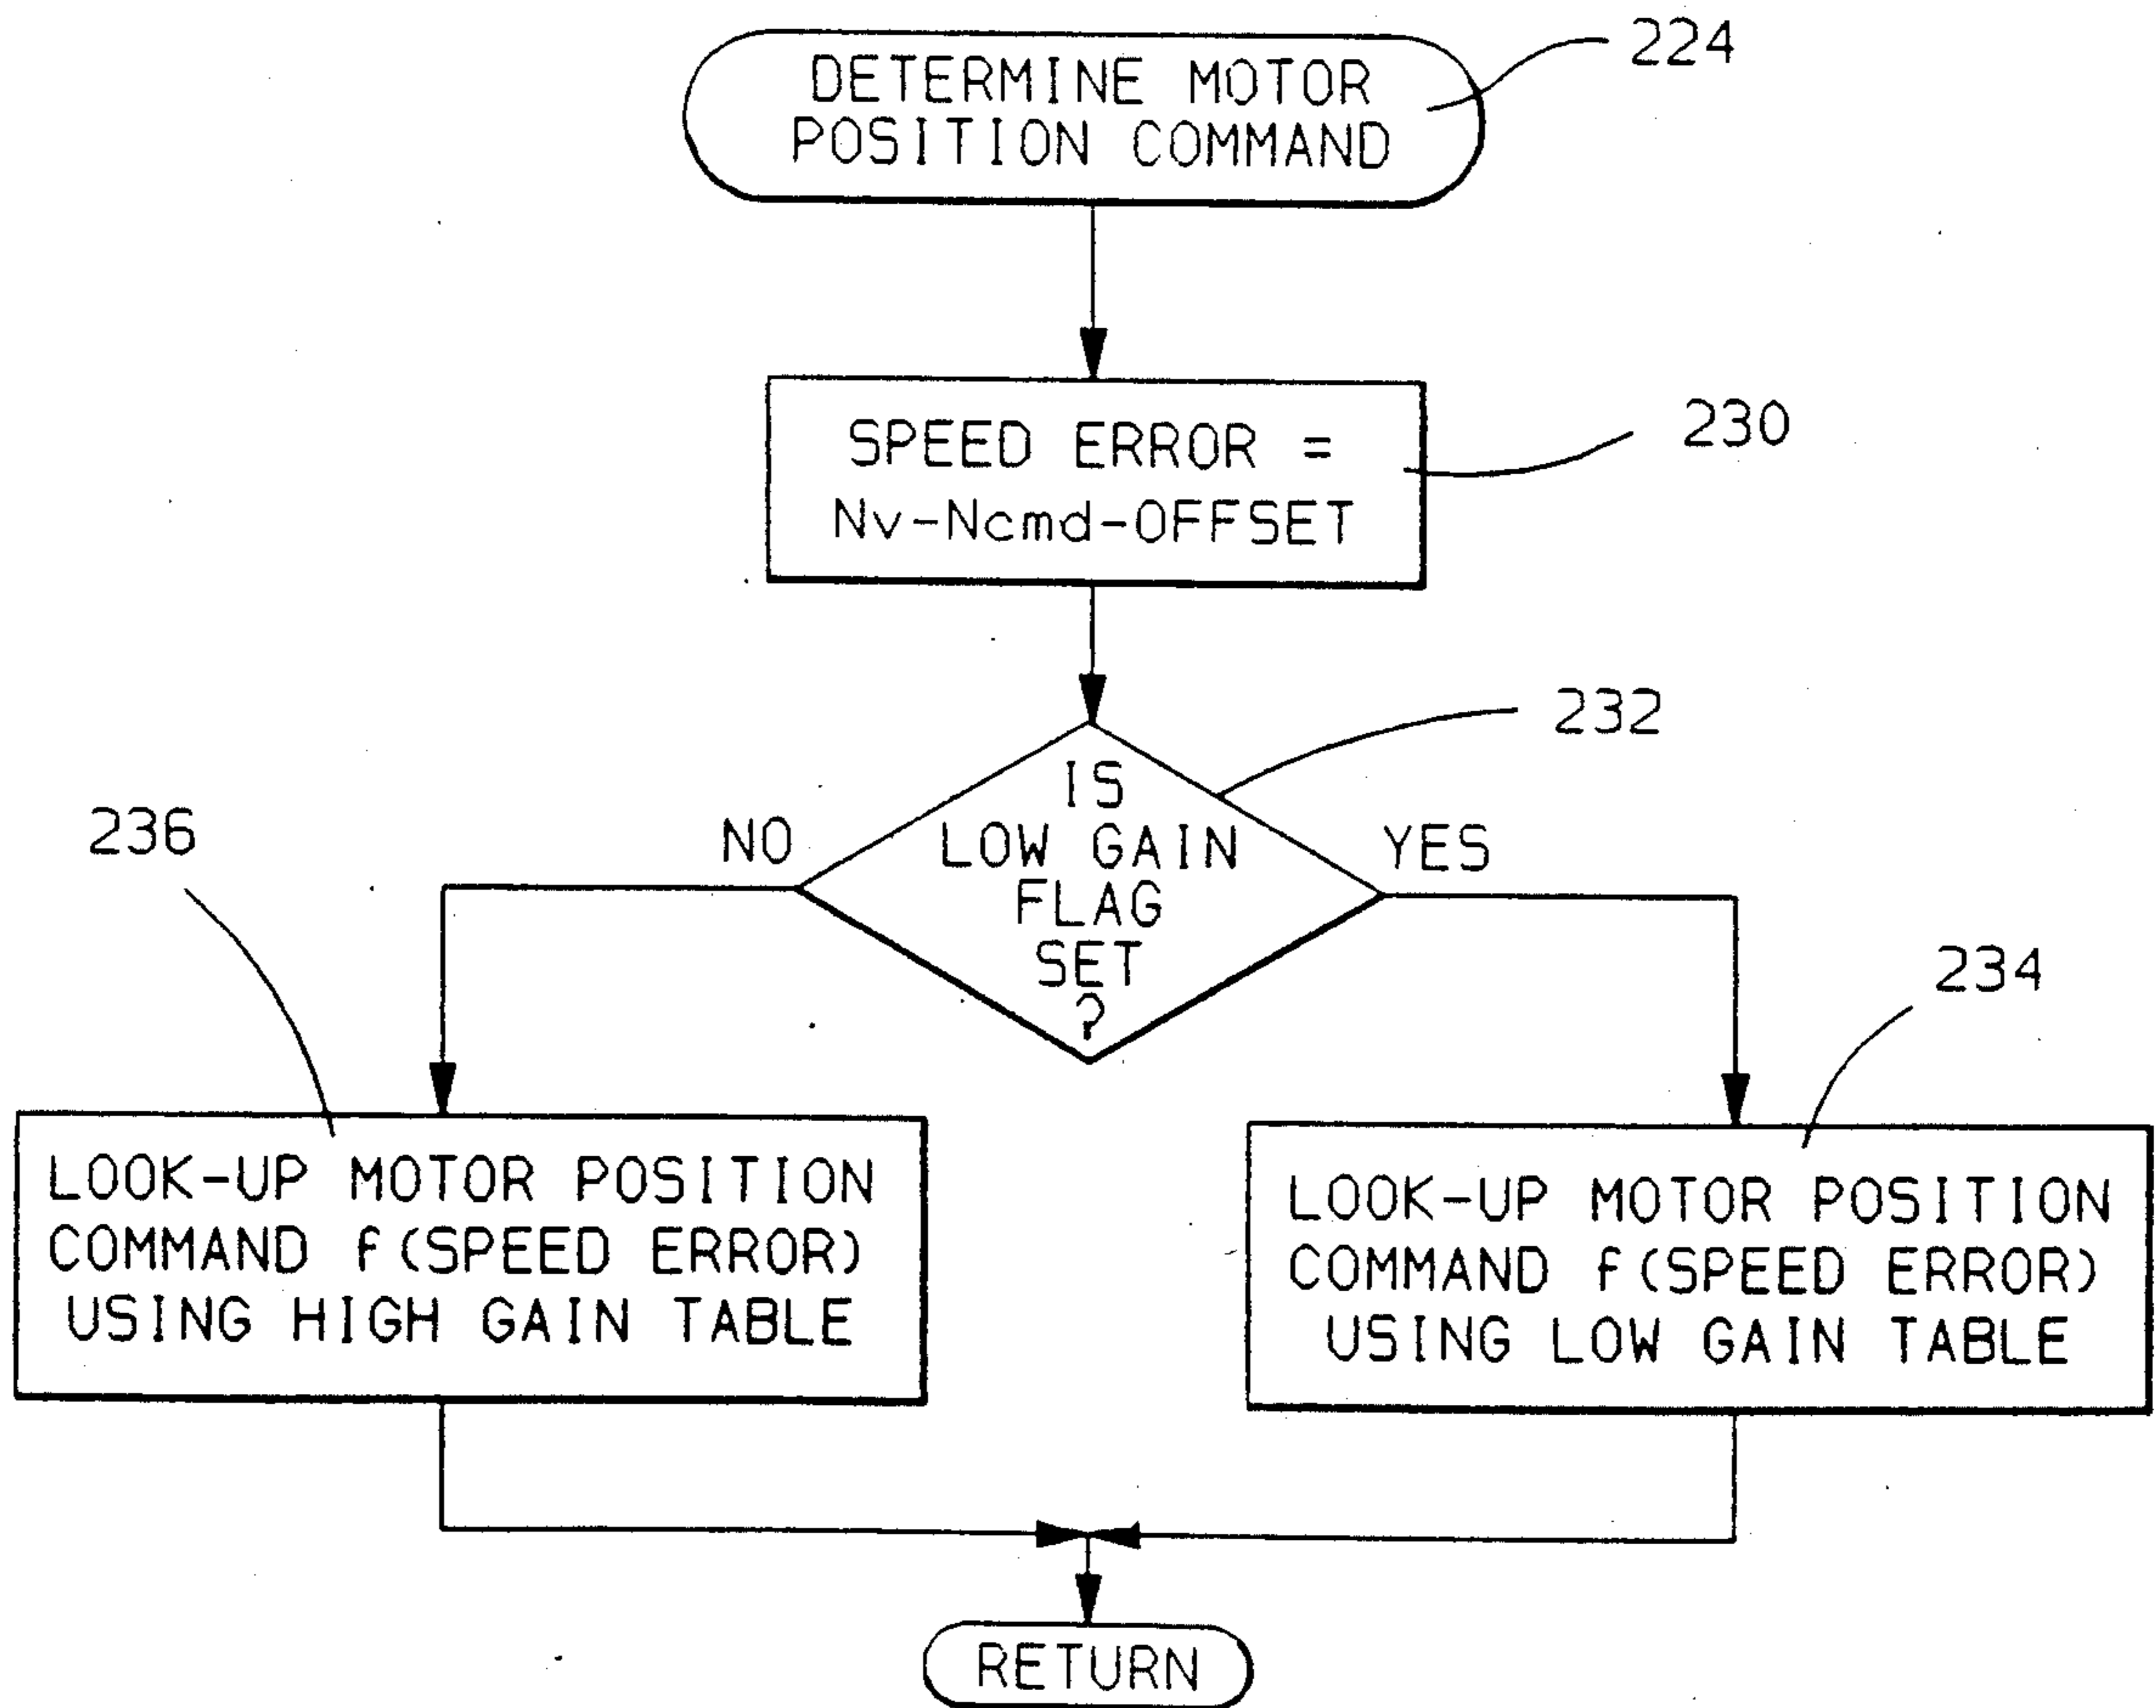 DETERMINE MOTOR
POSITION COMMAND
224
SPEED ERROR =
Nv-Ncmd-OFFSET
230
IS
LOW GAIN
FLAG
SET
?
232
NO
YES
236
234
LOOK-UP MOTOR POSITION
COMMAND f(SPEED ERROR)
USING HIGH GAIN TABLE
LOOK-UP MOTOR POSITION
COMMAND f(SPEED ERROR)
USING LOW GAIN TABLE
RETURN